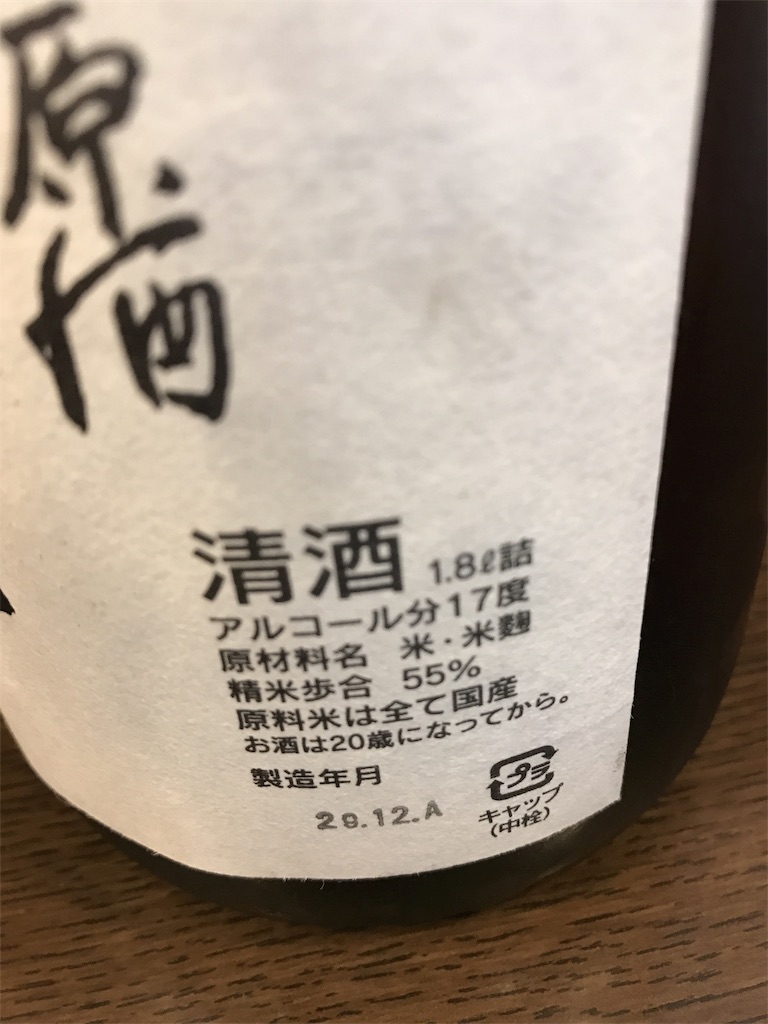 原酒
清酒 1.8ℓ詰
アルコール分17度
原材料名 米・米麹
精米歩合 55%
原料米は全て国産
お酒は20歳になってから。
製造年月
29.12.A
プラ
キャップ
(中栓)